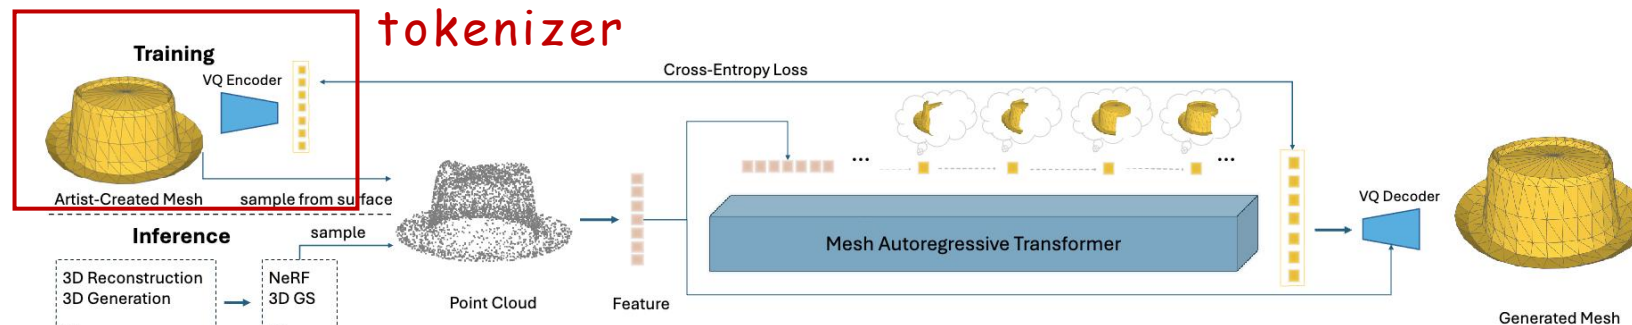 tokenizer
Training
VQ Encoder
Cross-Entropy Loss
...
...
Artist-Created Mesh
sample from surface
VQ Decoder
Inference
sample
Mesh Autoregressive Transformer
3D Reconstruction
3D Generation
NeRF
3D GS
Point Cloud
Feature
Generated Mesh